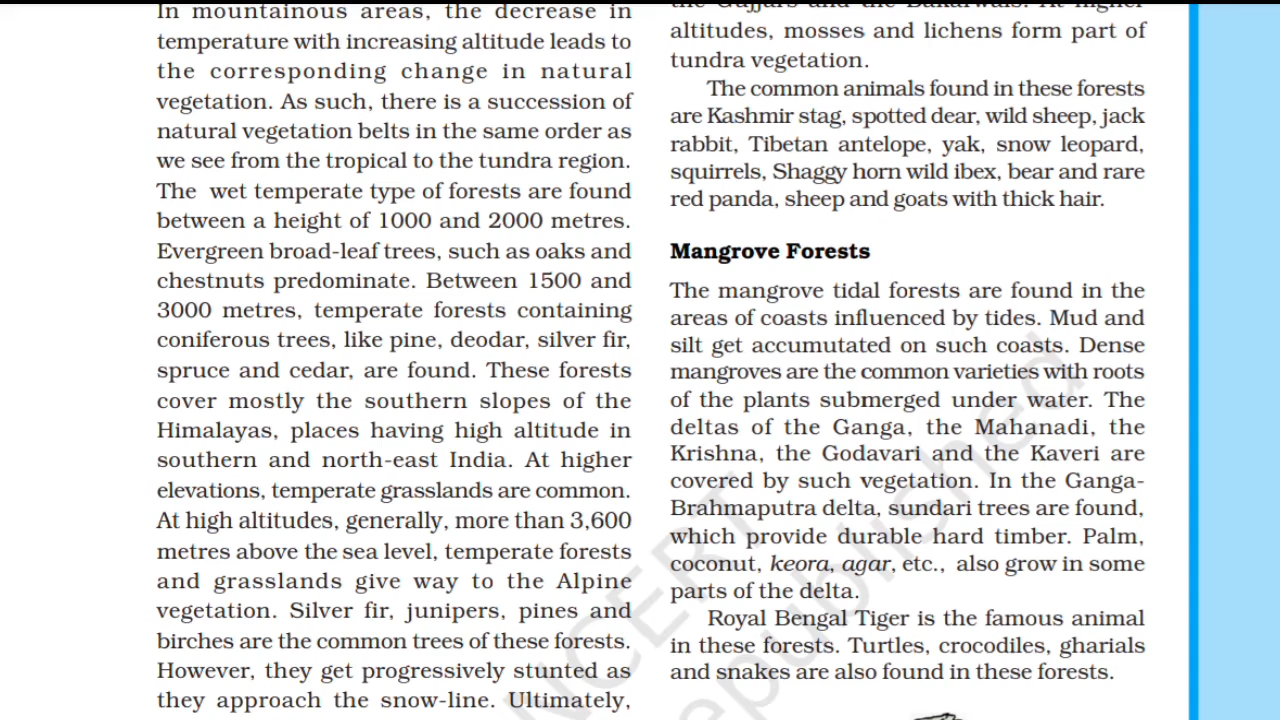 In mountainous areas, the decrease in
temperature with increasing altitude leads to
the corresponding change in natural
vegetation. As such, there is a succession of
natural vegetation belts in the same order as
we see from the tropical to the tundra region.
The wet temperate type of forests are found
between a height of 1000 and 2000 metres.
Evergreen broad-leaf trees, such as oaks and
chestnuts predominate. Between 1500 and
3000 metres, temperate forests containing
coniferous trees, like pine, deodar, silver fir,
spruce and cedar, are found. These forests
cover mostly the southern slopes of the
Himalayas, places having high altitude in
southern and north-east India. At higher
elevations, temperate grasslands are common.
At high altitudes, generally, more than 3,600
metres above the sea level, temperate forests
and grasslands give way to the Alpine
vegetation. Silver fir, junipers, pines and
birches are the common trees of these forests.
However, they get progressively stunted as
they approach the snow-line. Ultimately,
the Gujjars and the Bakarwals. At higher
altitudes, mosses and lichens form part of
tundra vegetation.
The common animals found in these forests
are Kashmir stag, spotted dear, wild sheep, jack
rabbit, Tibetan antelope, yak, snow leopard,
squirrels, Shaggy horn wild ibex, bear and rare
red panda, sheep and goats with thick hair.
Mangrove Forests
The mangrove tidal forests are found in the
areas of coasts influenced by tides. Mud and
silt get accumutated on such coasts. Dense
mangroves are the common varieties with roots
of the plants submerged under water. The
deltas of the Ganga, the Mahanadi, the
Krishna, the Godavari and the Kaveri are
covered by such vegetation. In the Ganga-
Brahmaputra delta, sundari trees are found,
which provide durable hard timber. Palm,
coconut, keora, agar, etc., also grow in some
parts of the delta.
Royal Bengal Tiger is the famous animal
in these forests. Turtles, crocodiles, gharials
and snakes are also found in these forests.
NCERT
republished